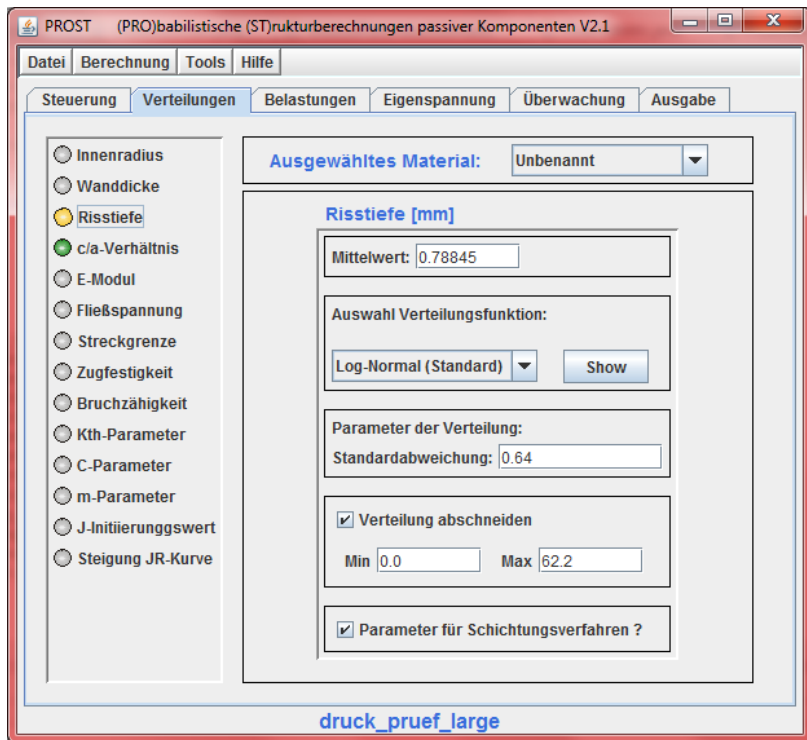 PROST (PRO)babilistische (ST)rukturberechnungen passiver Komponenten V2.1
Datei Berechnung Tools Hilfe
Steuerung Verteilungen Belastungen Eigenspannung Überwachung Ausgabe
Innenradius
Wanddicke
Risstiefe
c/a-Verhältnis
E-Modul
Fließspannung
Streckgrenze
Zugfestigkeit
Bruchzähigkeit
Kth-Parameter
C-Parameter
m-Parameter
J-Initiierunggswert
Steigung JR-Kurve
Ausgewähltes Material: Unbenannt
Risstiefe [mm]
Mittelwert: 0.78845
Auswahl Verteilungsfunktion:
Log-Normal (Standard) Show
Parameter der Verteilung:
Standardabweichung: 0.64
Verteilung abschneiden
Min 0.0 Max 62.2
Parameter für Schichtungsverfahren ?
druck_pruef_large